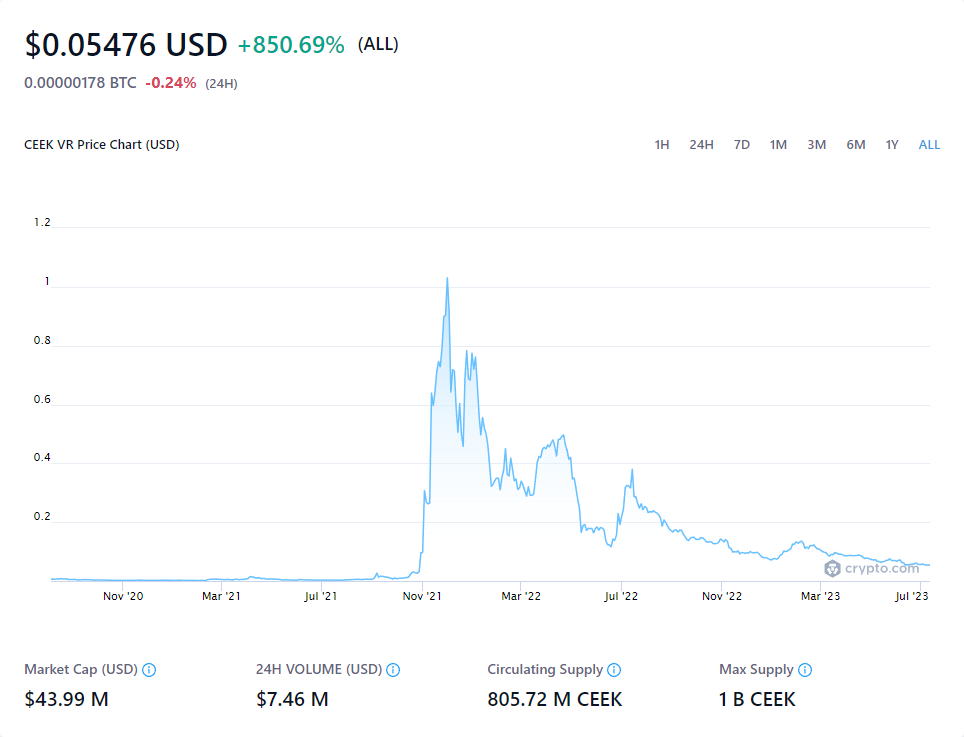 $0.05476 USD +850.69% (ALL)
0.00000178 BTC -0.24% (24H)
CEEK VR Price Chart (USD) 1H 24H 7D 1M 3M 6M 1Y ALL
1.2
1
0.8
0.6
0.4
0.2
crypto.com
Nov '20 Mar '21 Jul '21 Nov '21 Mar '22 Jul '22 Nov '22 Mar '23 Jul '23
Market Cap (USD) 24H VOLUME (USD) Circulating Supply Max Supply
$43.99 M $7.46 M 805.72 M CEEK 1 B CEEK